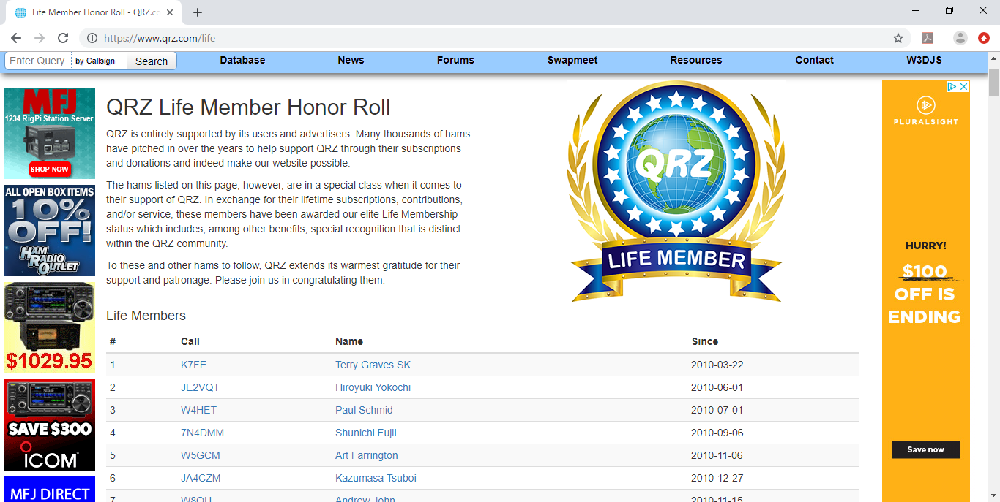 Life Member Honor Roll - QRZ.co
https://www.qrz.com/life
Enter Query.. by Callsign Search Database News Forums Swapmeet Resources Contact W3DJS
MFJ
1234 RigPi Station Server
SHOP NOW
ALL OPEN BOX ITEMS
10%
OFF!
HAM
RADIO
OUTLET
$1029.95
SAVE $300
ICOM
MFJ DIRECT
QRZ Life Member Honor Roll
QRZ is entirely supported by its users and advertisers. Many thousands of hams
have pitched in over the years to help support QRZ through their subscriptions
and donations and indeed make our website possible.
The hams listed on this page, however, are in a special class when it comes to
their support of QRZ. In exchange for their lifetime subscriptions, contributions,
and/or service, these members have been awarded our elite Life Membership
status which includes, among other benefits, special recognition that is distinct
within the QRZ community.
To these and other hams to follow, QRZ extends its warmest gratitude for their
support and patronage. Please join us in congratulating them.
QRZ
LIFE MEMBER
Life Members
# Call Name Since
1 K7FE Terry Graves SK 2010-03-22
2 JE2VQT Hiroyuki Yokochi 2010-06-01
3 W4HET Paul Schmid 2010-07-01
4 7N4DMM Shunichi Fujii 2010-09-06
5 W5GCM Art Farrington 2010-11-06
6 JA4CZM Kazumasa Tsuboi 2010-12-27
7 Andrew John 2010-11-15
PLURALSIGHT
HURRY!
$100
OFF IS
ENDING
Save now